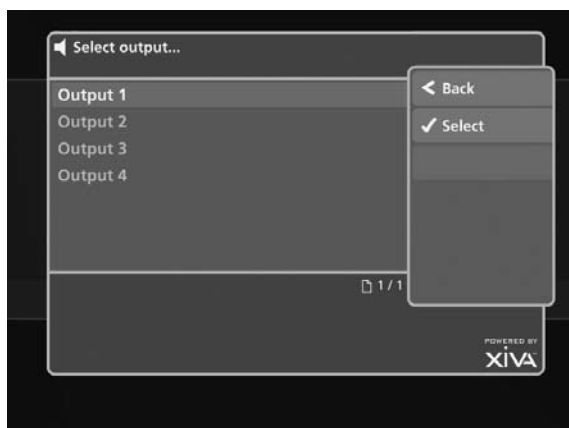 Select output...
Output 1
Output 2
Output 3
Output 4
Back
Select
1/1
POWERED BY
XiVA